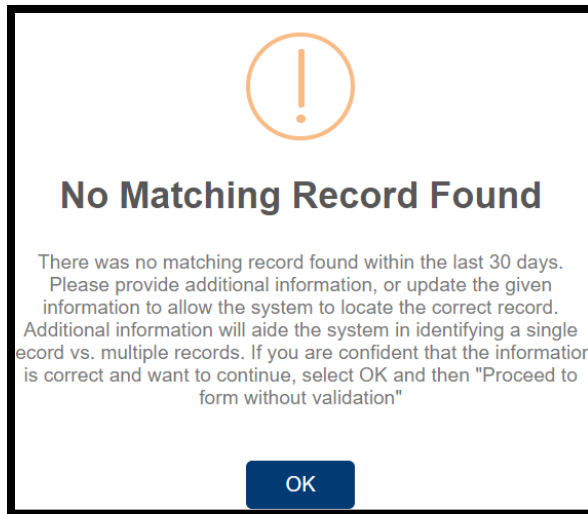 No Matching Record Found
There was no matching record found within the last 30 days.
Please provide additional information, or update the given
information to allow the system to locate the correct record.
Additional information will aide the system in identifying a single
ecord vs. multiple records. If you are confident that the information
is correct and want to continue, select OK and then "Proceed to
form without validation"
OK